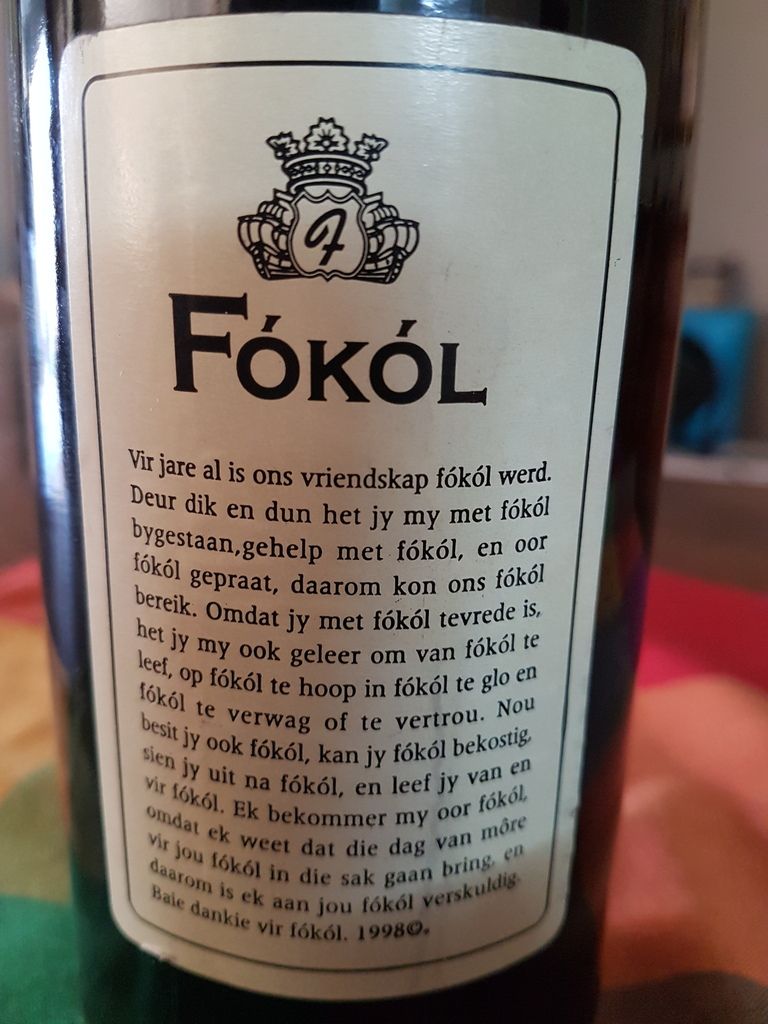 F
FÓKÓL
Vir jare al is ons vriendskap fókól werd.
Deur dik en dun het jy my met fókól
bygestaan,gehelp met fókól, en oor
fókól gepraat, daarom kon ons fókól
bereik. Omdat jy met fókól tevrede is,
het jy my ook geleer om van fókól te
leef, op fókól te hoop in fókól te glo en
fókól te verwag of te vertrou. Nou
besit jy ook fókól, kan jy fókól bekostig,
sien jy uit na fókól, en leef jy van en
vir fókól. Ek bekommer my oor fókól,
omdat ek weet dat die dag van môre
vir jou fókól in die sak gaan bring, en
daarom is ek aan jou fókól verskuldig.
Baie dankie vir fókól. 1998©.